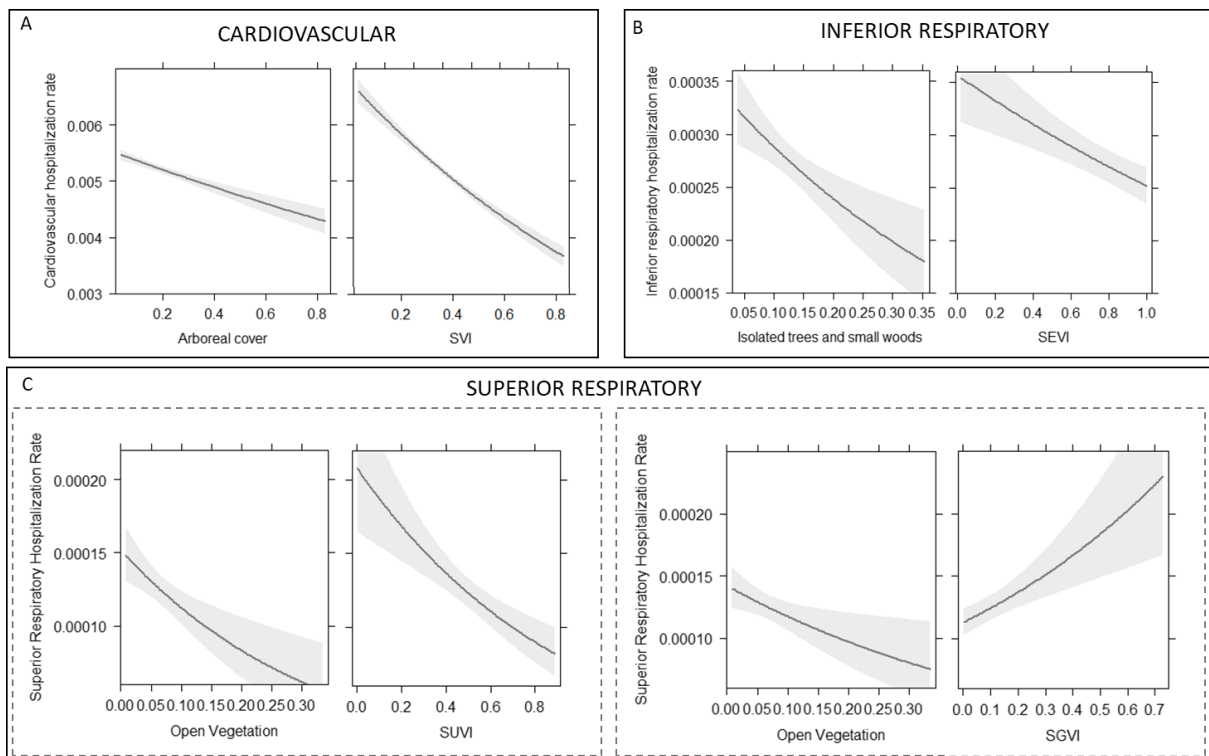 A
CARDIOVASCULAR
Cardiovascular hospitalization rate
0.006
0.005
0.004
0.003
0.2 0.4 0.6 0.8
Arboreal cover
0.2 0.4 0.6 0.8
SVI
B
INFERIOR RESPIRATORY
Inferior respiratory hospitalization rate
0.00035
0.00030
0.00025
0.00020
0.00015
0.05 0.10 0.15 0.20 0.25 0.30 0.35
Isolated trees and small woods
0.0 0.2 0.4 0.6 0.8 1.0
SEVI
C
SUPERIOR RESPIRATORY
Superior Respiratory Hospitalization Rate
0.00020
0.00015
0.00010
0.00 0.05 0.10 0.15 0.20 0.25 0.30
Open Vegetation
0.0 0.2 0.4 0.6 0.8
SUVI
Superior Respiratory Hospitalization Rate
0.00020
0.00015
0.00010
0.00 0.05 0.10 0.15 0.20 0.25 0.30
Open Vegetation
0.0 0.1 0.2 0.3 0.4 0.5 0.6 0.7
SGVI